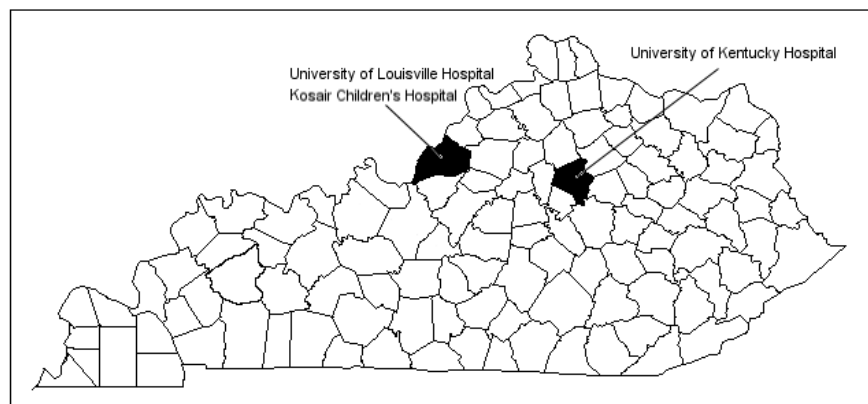 University of Kentucky Hospital
University of Louisville Hospital
Kosair Children's Hospital